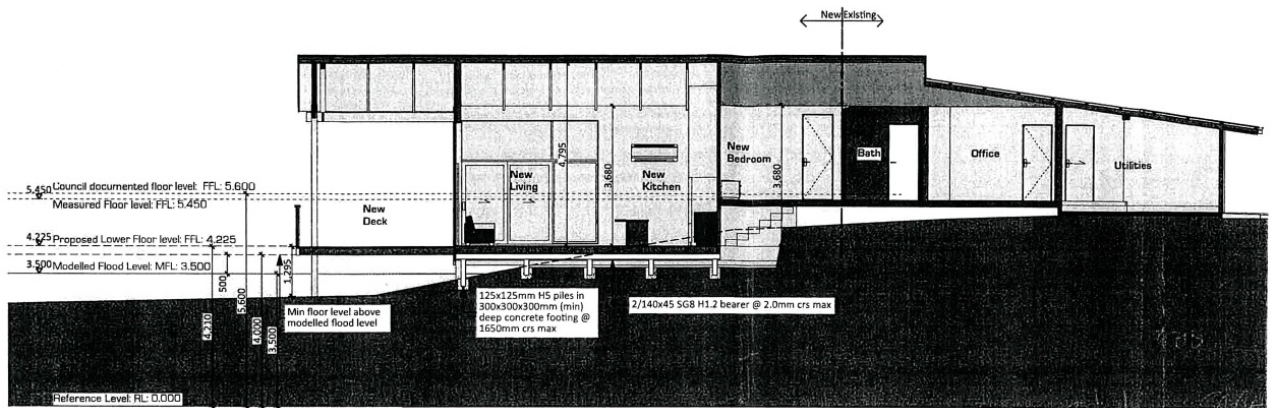 New Existing
4,795
3,680
3,680
New
Bedroom
Bath
Office
Utilities
New
Living
New
Kitchen
New
Deck
5.450
Council documented floor level: FFL: 5.600
Measured Floor level: FFL: 5.450
4.225
Proposed Lower Floor level: FFL: 4.225
3.500
Modelled Flood Level: MFL: 3.500
500
1,295
5,600
4,210
4,000
3,500
Min floor level above
modelled flood level
125x125mm H5 piles in
300x300x300mm (min)
deep concrete footing @
1650mm crs max
2/140x45 SG8 H1.2 bearer @ 2.0mm crs max
Reference Level: RL: 0.000